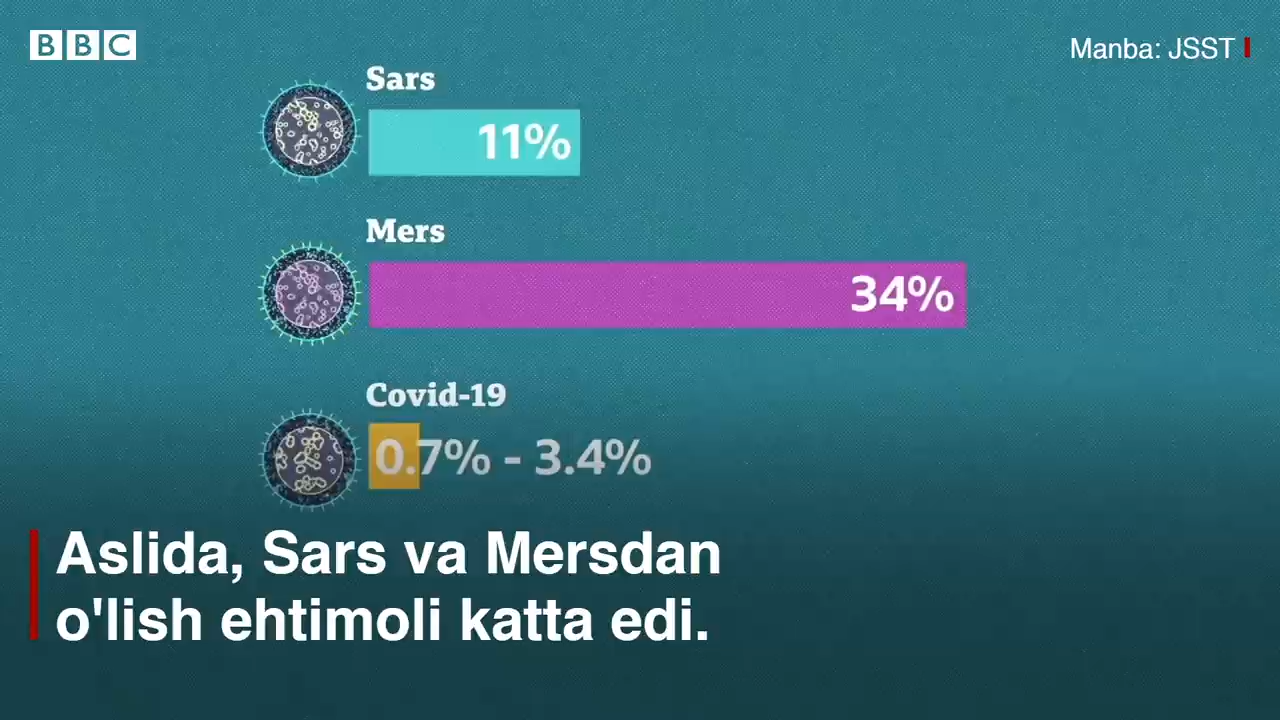 BBC
Manba: JSST
Sars
11%
Mers
34%
Covid-19
0.7% - 3.4%
Aslida, Sars va Mersdan
o'lish ehtimoli katta edi.